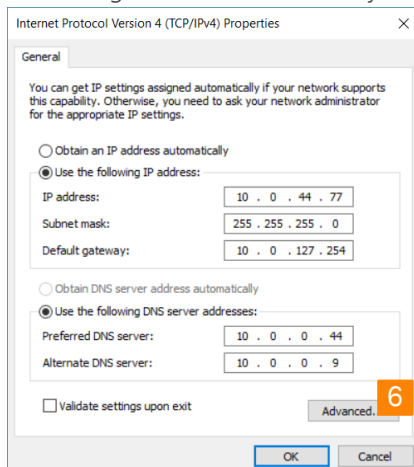 Internet Protocol Version 4 (TCP/IPv4) Properties
General
You can get IP settings assigned automatically if your network supports
this capability. Otherwise, you need to ask your network administrator
for the appropriate IP settings.
Obtain an IP address automatically
Use the following IP address:
IP address: 10 . 0 . 44 . 77
Subnet mask: 255 . 255 . 255 . 0
Default gateway: 10 . 0 . 127 . 254
Obtain DNS server address automatically
Use the following DNS server addresses:
Preferred DNS server: 10 . 0 . 0 . 44
Alternate DNS server: 10 . 0 . 0 . 9
6
Validate settings upon exit Advanced.
OK Cancel